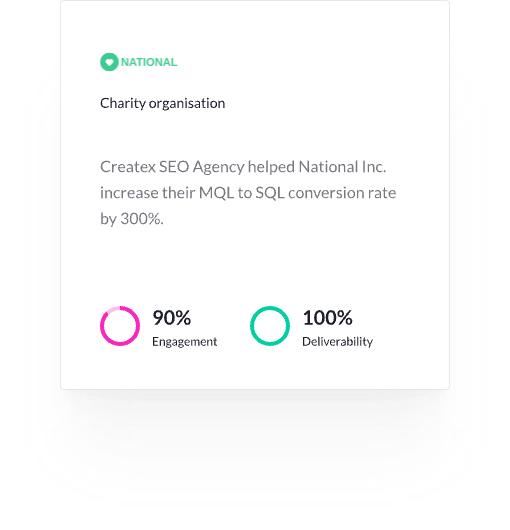 NATIONAL
Charity organisation
Createx SEO Agency helped National Inc.
increase their MQL to SQL conversion rate
by 300%.
90%
Engagement
100%
Deliverability